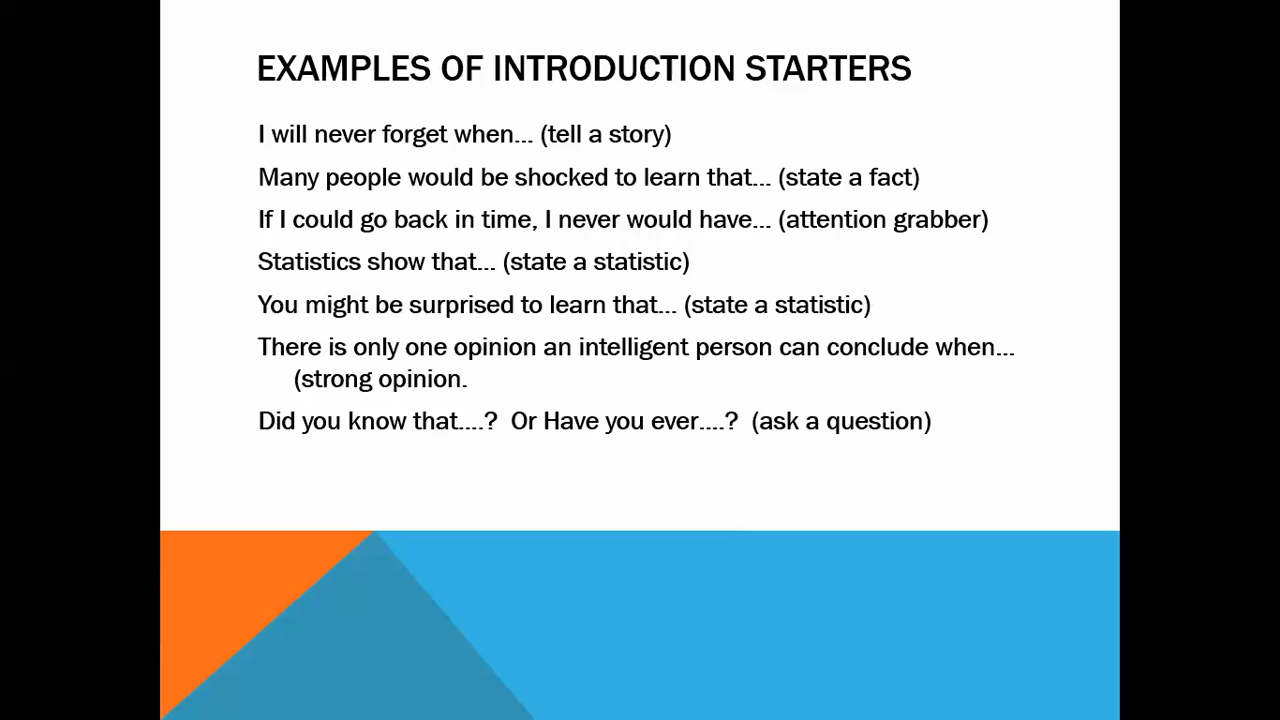 EXAMPLES OF INTRODUCTION STARTERS
I will never forget when... (tell a story)
Many people would be shocked to learn that... (state a fact)
If I could go back in time, I never would have... (attention grabber)
Statistics show that... (state a statistic)
You might be surprised to learn that... (state a statistic)
There is only one opinion an intelligent person can conclude when...
(strong opinion.
Did you know that....?  Or Have you ever....?  (ask a question)